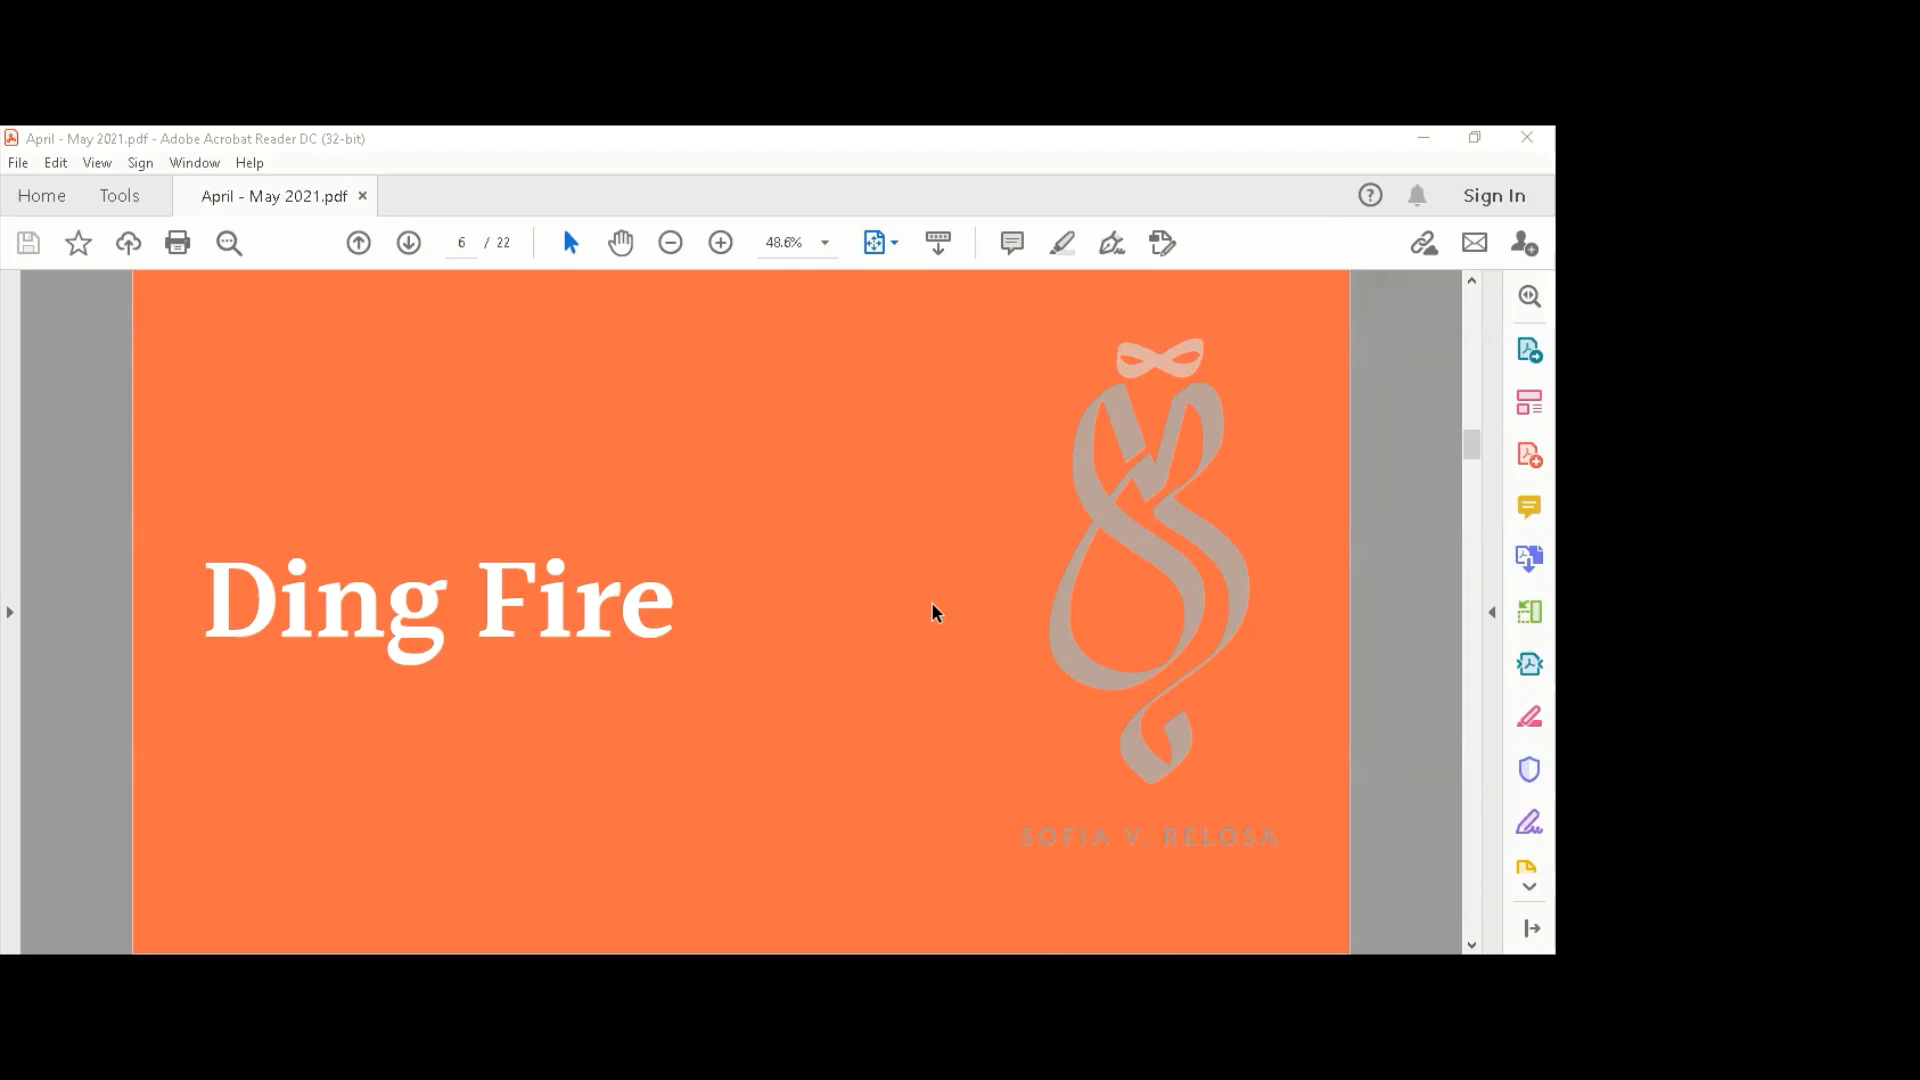 April - May 2021.pdf - Adobe Acrobat Reader DC (32-bit)
File Edit View Sign Window Help
Home Tools April - May 2021.pdf × Sign In
6 / 22 48.6%
Ding Fire
SOFIA V. RELOSA